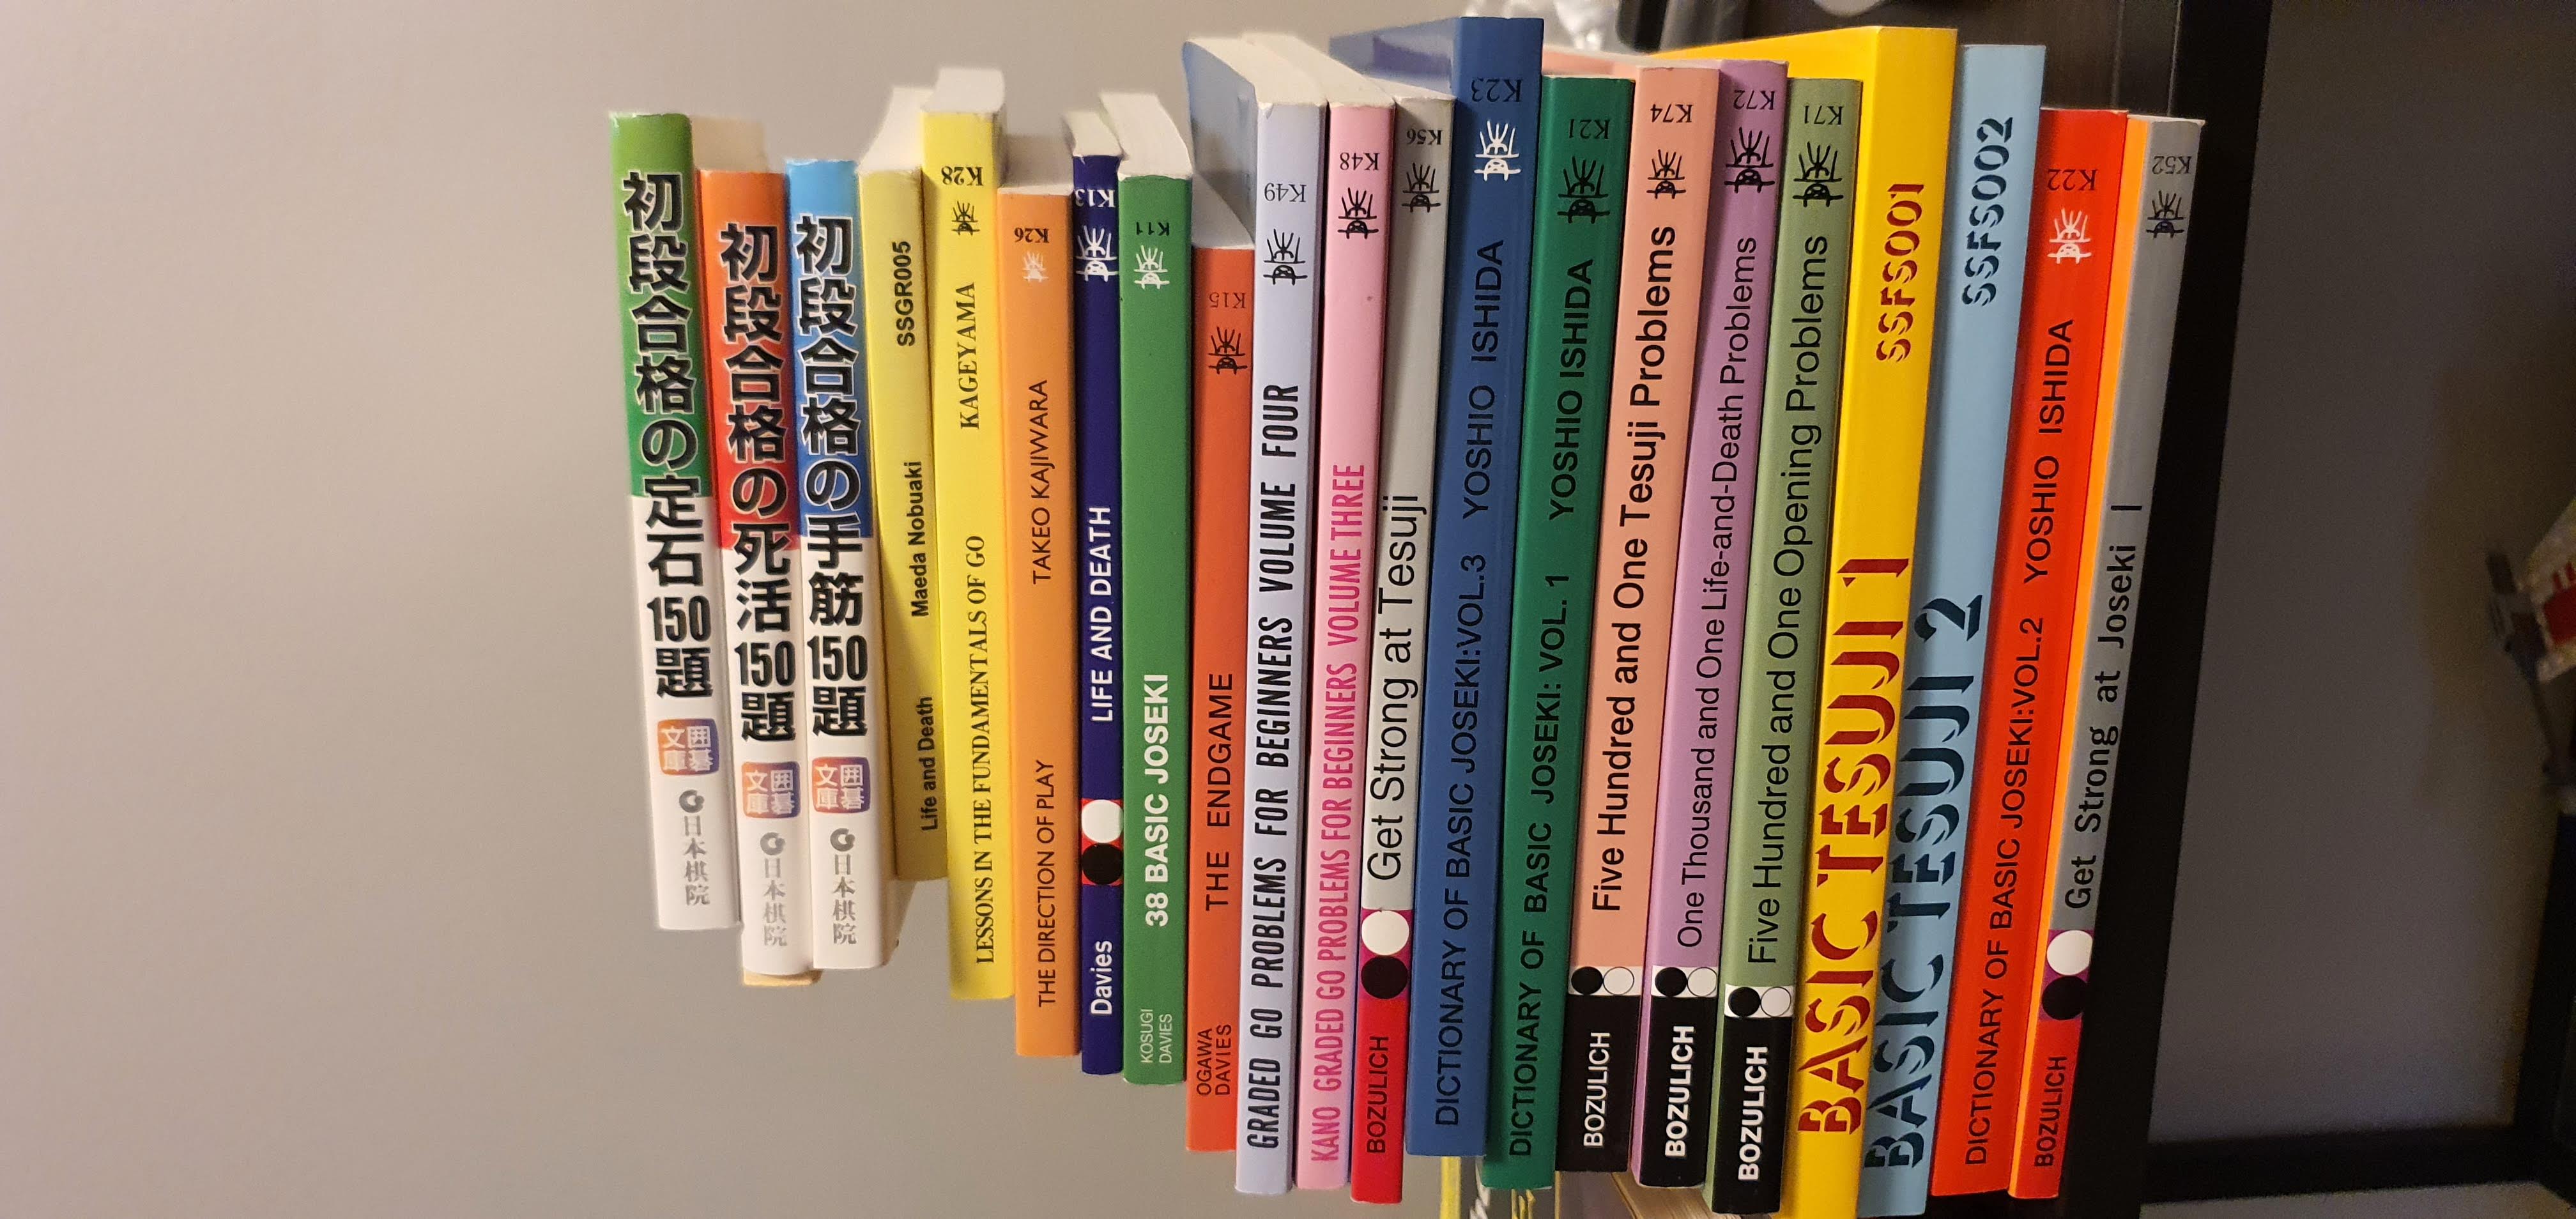 初段合格の定石150題 囲碁文庫 日本棋院
初段合格の死活150題 囲碁文庫 日本棋院
初段合格の手筋150題 囲碁文庫 日本棋院
Life and Death Maeda Nobuaki SSGR005
LESSONS IN THE FUNDAMENTALS OF GO KAGEYAMA K28
THE DIRECTION OF PLAY TAKEO KAJIWARA K26
Davies LIFE AND DEATH K13
KOSUGI
DAVIES
38 BASIC JOSEKI K11
OGAWA
DAVIES
THE ENDGAME K15
GRADED GO PROBLEMS FOR BEGINNERS VOLUME FOUR K49
KANO GRADED GO PROBLEMS FOR BEGINNERS VOLUME THREE K48
BOZULICH Get Strong at Tesuji K56
DICTIONARY OF BASIC JOSEKI:VOL.3 YOSHIO ISHIDA K23
DICTIONARY OF BASIC JOSEKI: VOL. 1 YOSHIO ISHIDA K21
BOZULICH Five Hundred and One Tesuji Problems K74
BOZULICH One Thousand and One Life-and-Death Problems K72
BOZULICH Five Hundred and One Opening Problems K71
BASIC TESUJI 1 SSFS001
BASIC TESUJI 2 SSFS002
DICTIONARY OF BASIC JOSEKI:VOL.2 YOSHIO ISHIDA K22
BOZULICH Get Strong at Joseki I K52